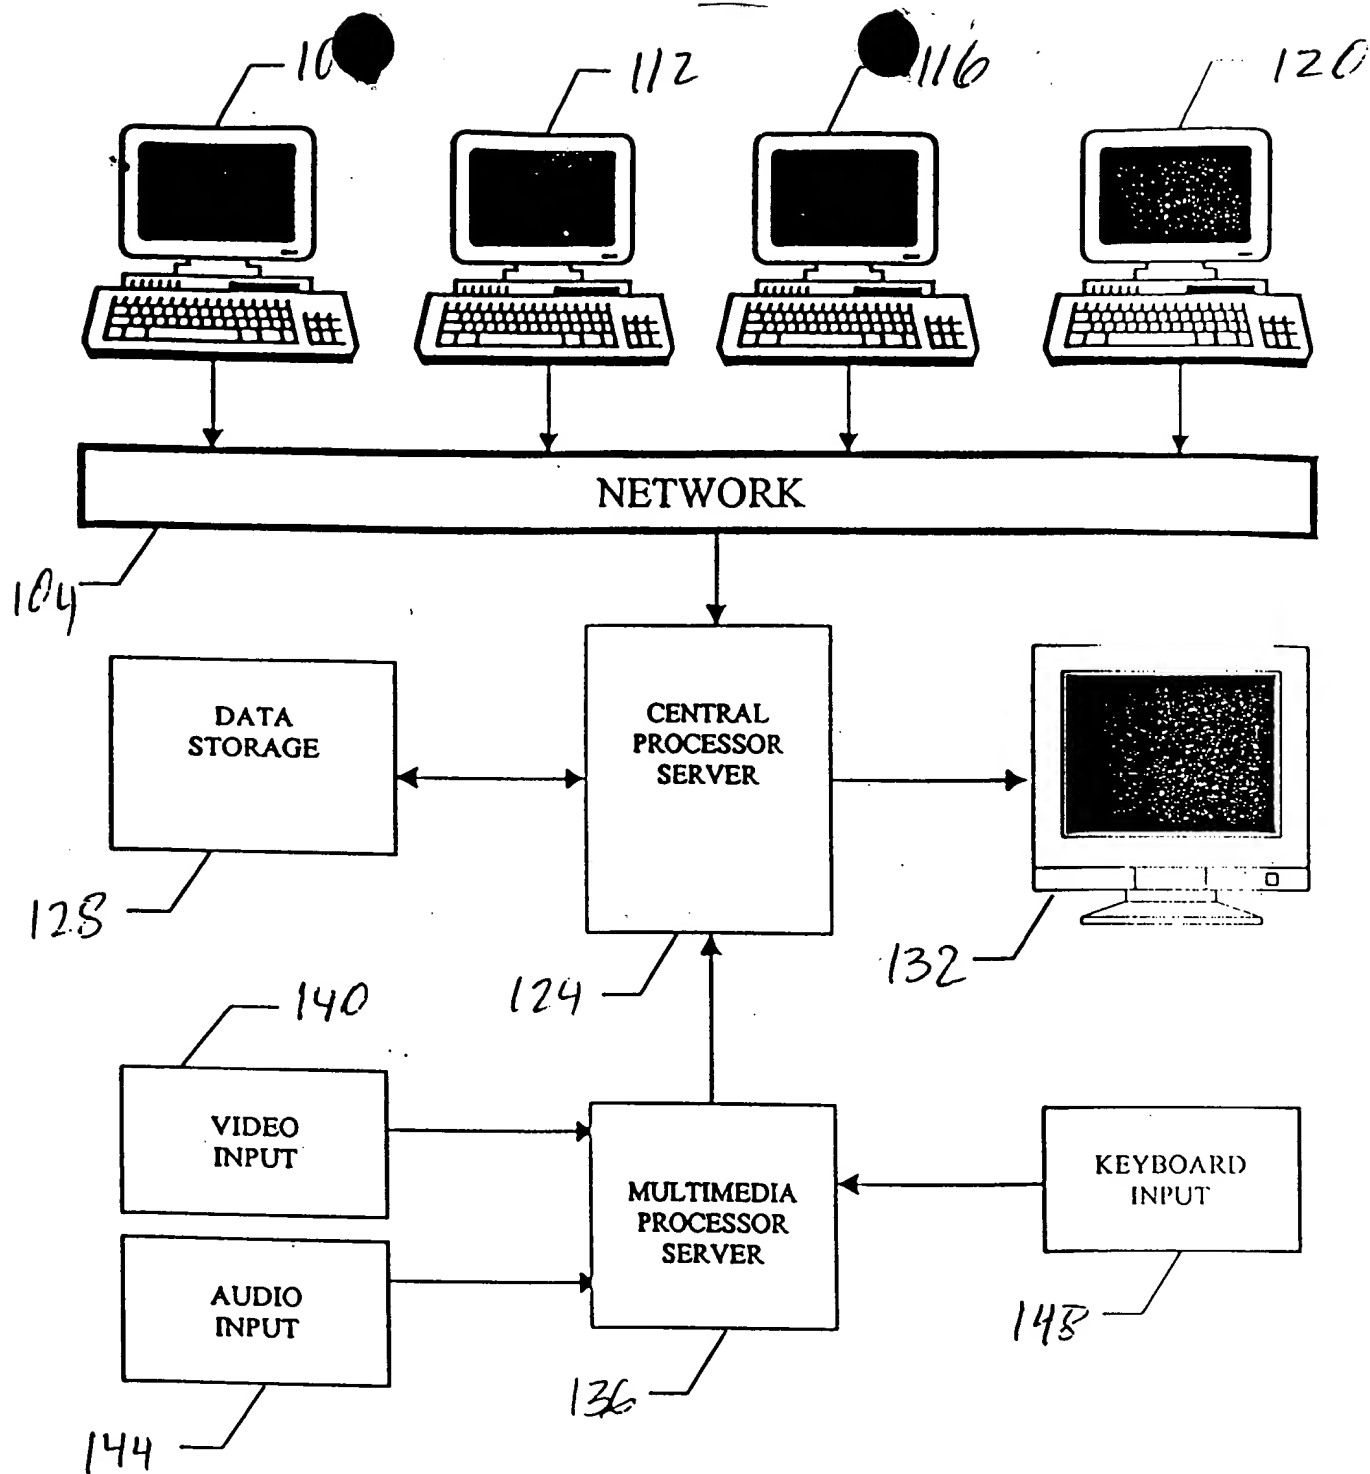 112
116
120
NETWORK
104
DATA
STORAGE
CENTRAL
PROCESSOR
SERVER
128
124
132
140
VIDEO
INPUT
MULTIMEDIA
PROCESSOR
SERVER
KEYBOARD
INPUT
AUDIO
INPUT
148
136
144